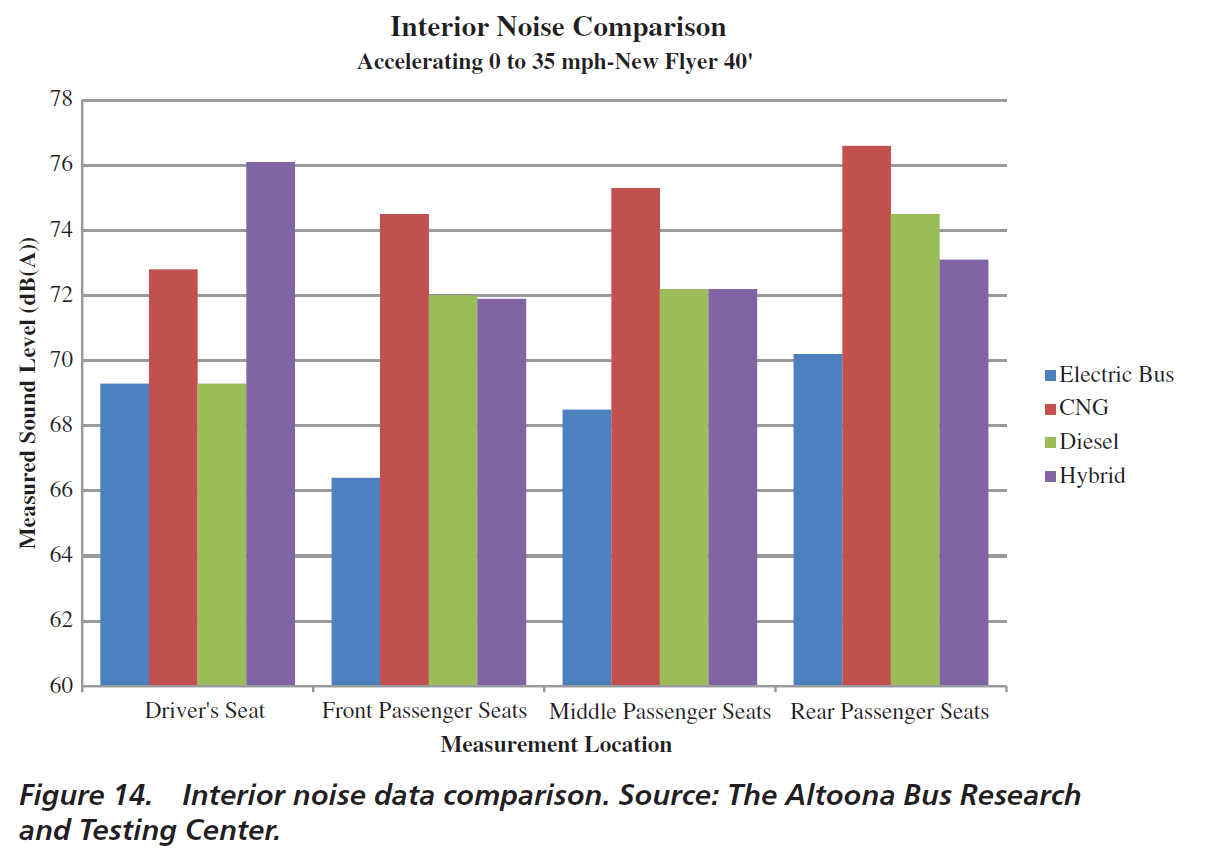 Interior Noise Comparison
Accelerating 0 to 35 mph-New Flyer 40'
Measured Sound Level (dB(A))
78
76
74
72
70
68
66
64
62
60
Driver's Seat
Front Passenger Seats
Middle Passenger Seats
Rear Passenger Seats
Measurement Location
Electric Bus
CNG
Diesel
Hybrid
Figure 14. Interior noise data comparison. Source: The Altoona Bus Research
and Testing Center.